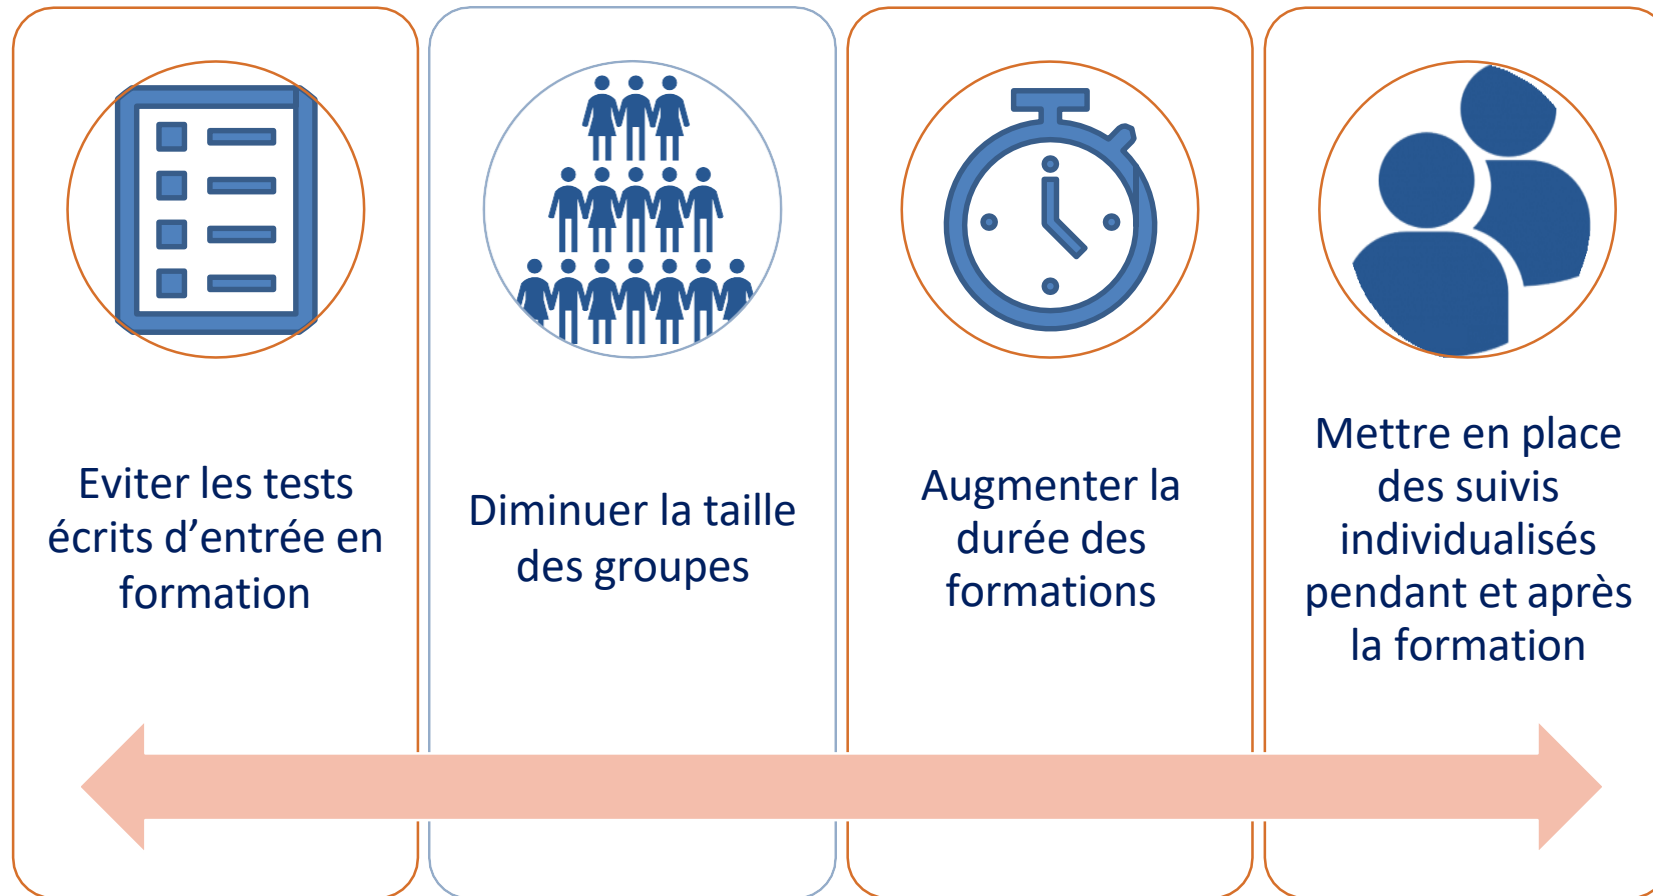 Eviter les tests
écrits d’entrée en
formation
Diminuer la taille
des groupes
Augmenter la
durée des
formations
Mettre en place
des suivis
individualisés
pendant et après
la formation